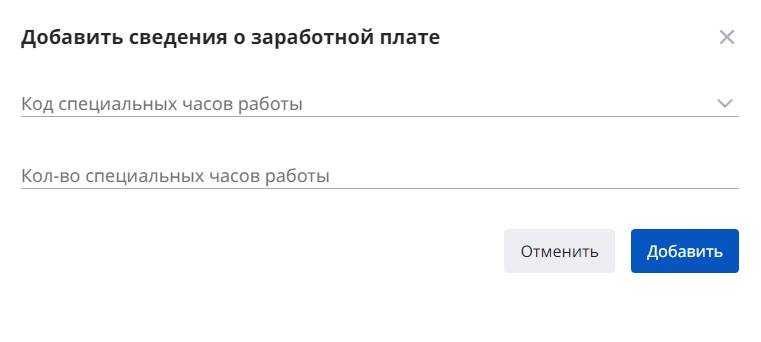 Добавить сведения о заработной плате
Код специальных часов работы
Кол-во специальных часов работы
Отменить
Добавить